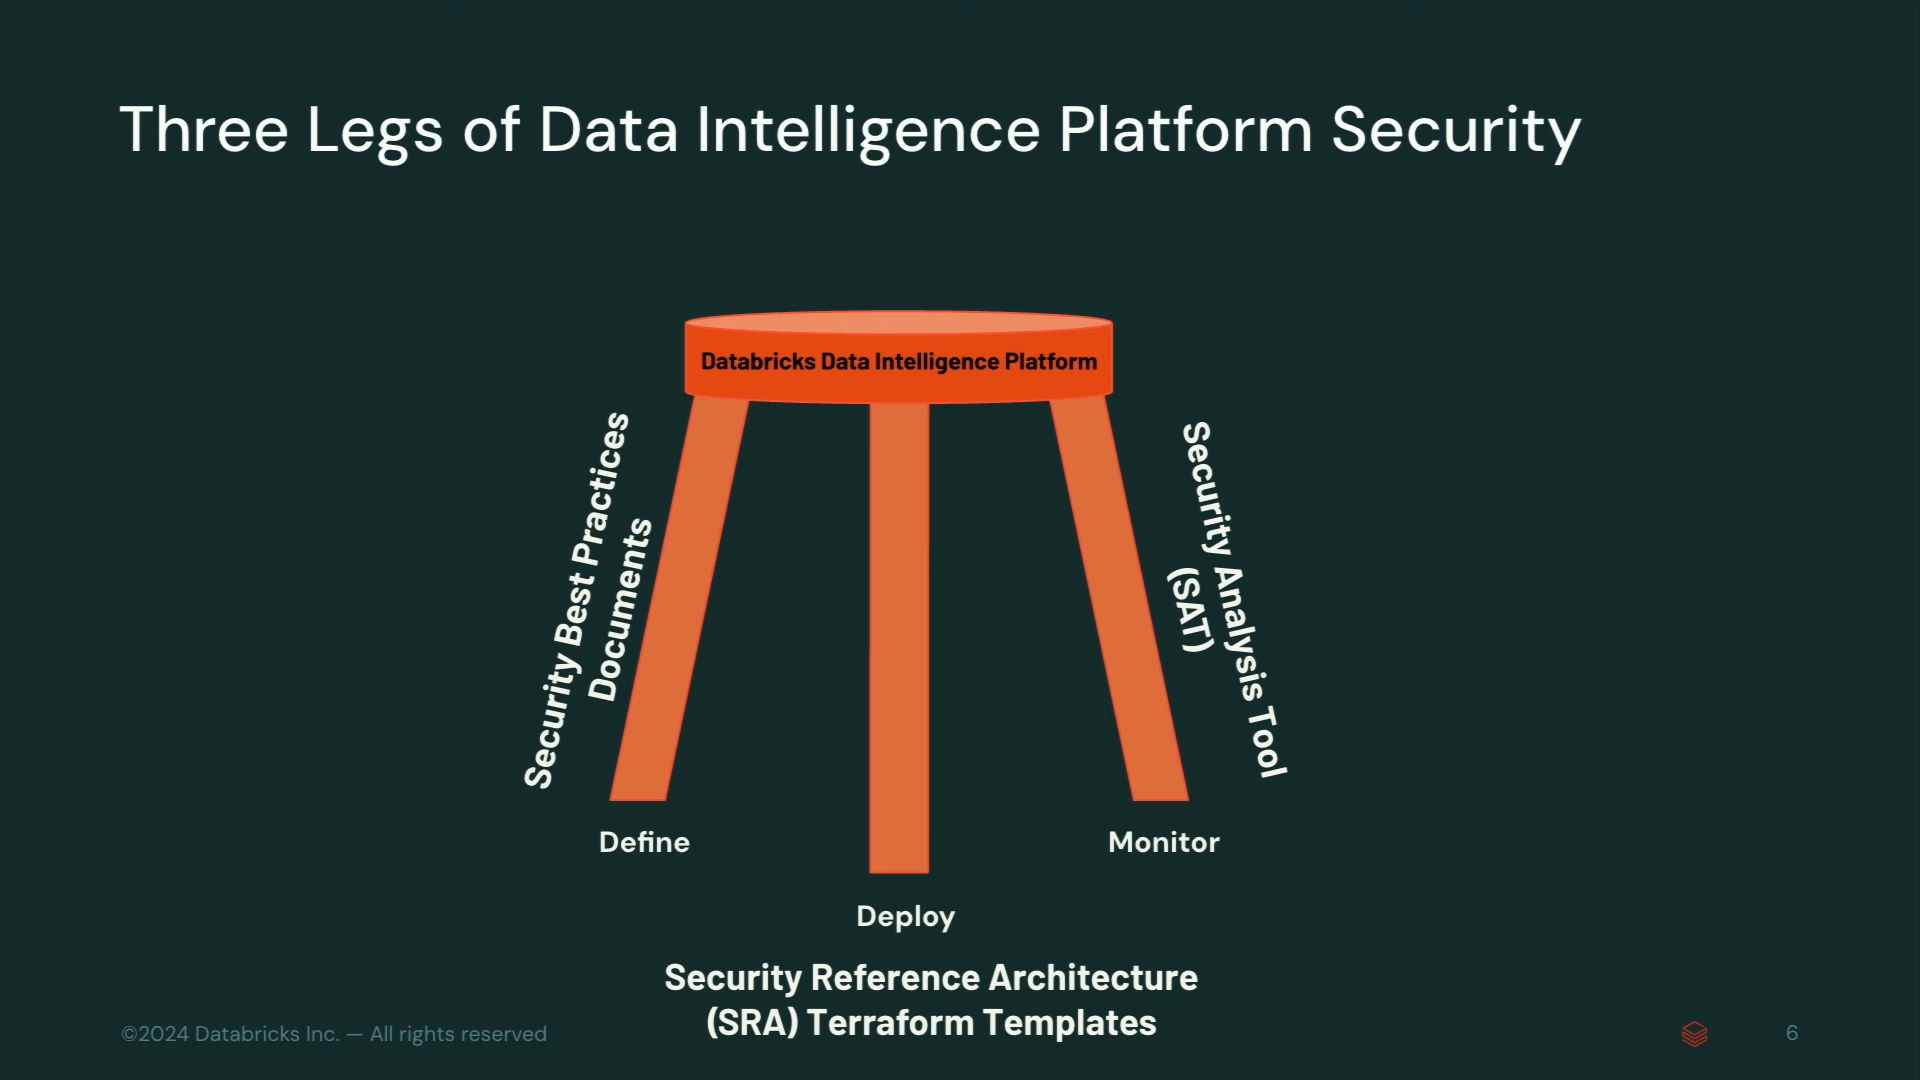 Three Legs of Data Intelligence Platform Security
Databricks Data Intelligence Platform
Security Best Practices
Documents
Security Analysis Tool
(SAT)
Define
Monitor
Deploy
Security Reference Architecture
(SRA) Terraform Templates
©2024 Databricks Inc. — All rights reserved
6